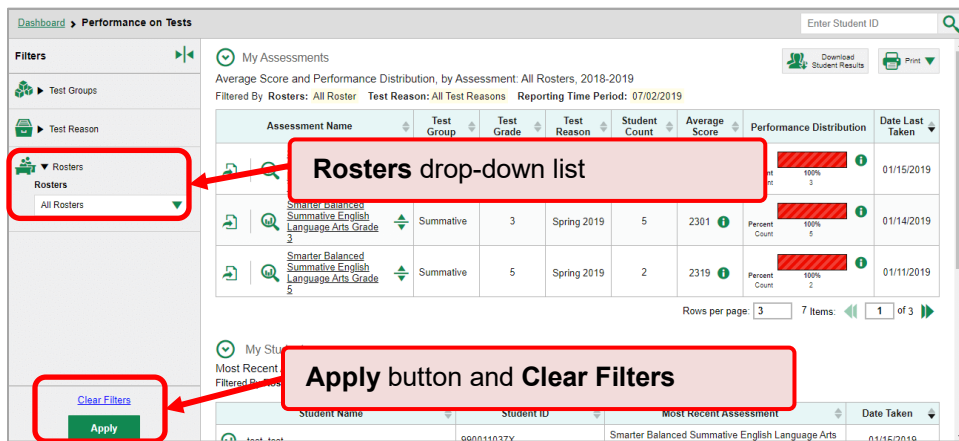 Dashboard > Performance on Tests
Enter Student ID
Filters
Test Groups
Test Reason
Rosters
Rosters
All Rosters
Clear Filters
Apply
My Assessments
Download
Student Results
Print
Average Score and Performance Distribution, by Assessment: All Rosters, 2018-2019
Filtered By Rosters: All Roster Test Reason: All Test Reasons Reporting Time Period: 07/02/2019
Assessment Name Test Group Test Grade Test Reason Student Count Average Score Performance Distribution Date Last Taken
100%
3
01/15/2019
Rosters drop-down list
Smarter Balanced
Summative English
Language Arts Grade
3
Summative 3 Spring 2019 5 2301
Percent 100%
Count 5
01/14/2019
Smarter Balanced
Summative English
Language Arts Grade
5
Summative 5 Spring 2019 2 2319
Percent 100%
Count 2
01/11/2019
Rows per page: 3 7 Items: 1 of 3
My
Most Recent
Filtered By
Apply button and Clear Filters
Student Name Student ID Most Recent Assessment Date Taken
test, test 990011037X Smarter Balanced Summative English Language Arts 01/15/2019